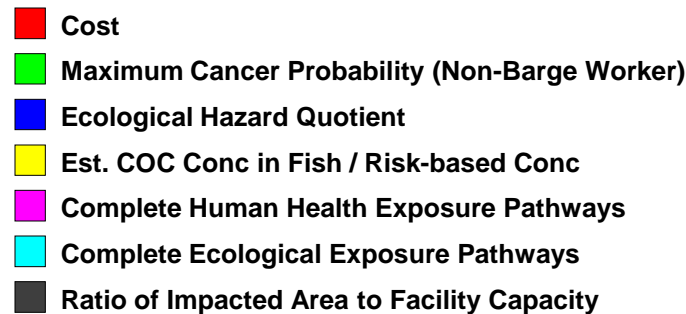 Cost
Maximum Cancer Probability (Non-Barge Worker)
Ecological Hazard Quotient
Est. COC Conc in Fish / Risk-based Conc
Complete Human Health Exposure Pathways
Complete Ecological Exposure Pathways
Ratio of Impacted Area to Facility Capacity